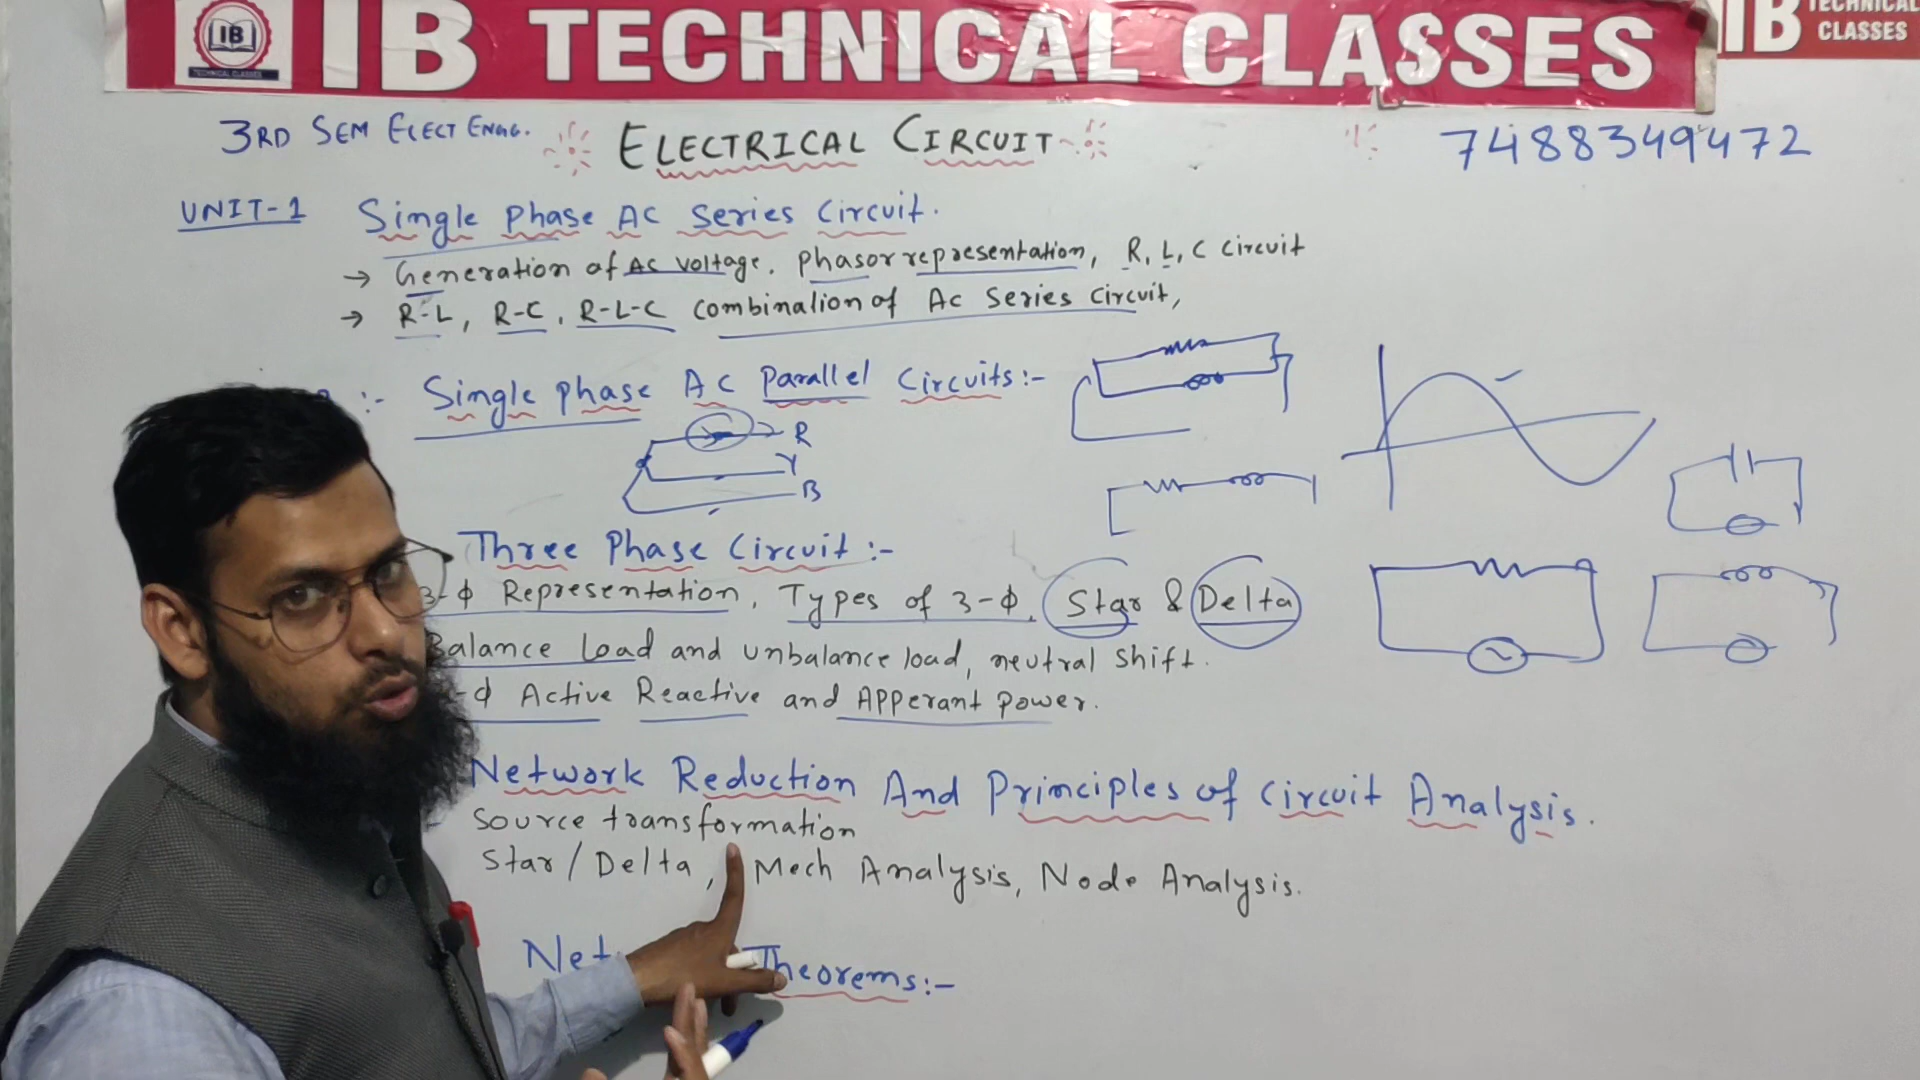 IB TECHNICAL CLASSES
IB
TECHNICAL CLASSES
IB TECHNICAL
CLASSES
3RD SEM ELECT ENGG.
ELECTRICAL CIRCUIT
7488349472
UNIT-1 Single Phase AC Series Circuit.
→ Generation of AC voltage, Phasor representation, R, L, C Circuit
→ R-L, R-C, R-L-C Combination of Ac Series Circuit,
:- Single phase AC Parallel Circuits:-
R
Y
B
Three Phase Circuit:-
3-ϕ Representation, Types of 3-ϕ, Star & Delta
Balance Load and unbalance load, neutral Shift.
-ϕ Active Reactive and Apperant Power.
Network Reduction And Principles of Circuit Analysis.
Source transformation
Star/Delta, Mech Analysis, Node Analysis.
Net Theorems:-